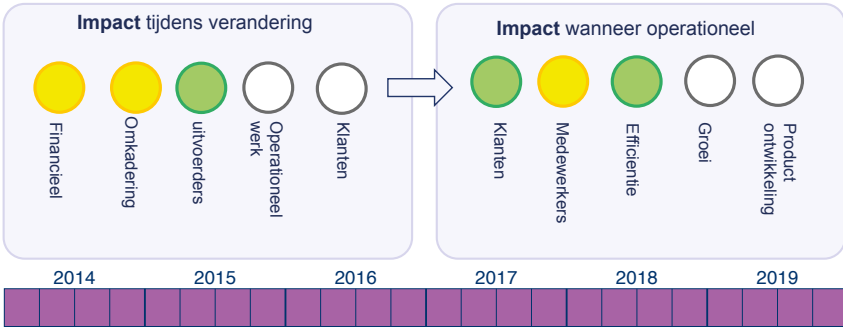 Impact tijdens verandering
Financieel
Omkadering
uitvoerders
Operationeel
werk
Klanten
Impact wanneer operationeel
Klanten
Medewerkers
Efficientie
Groei
Product
ontwikkeling
2014
2015
2016
2017
2018
2019